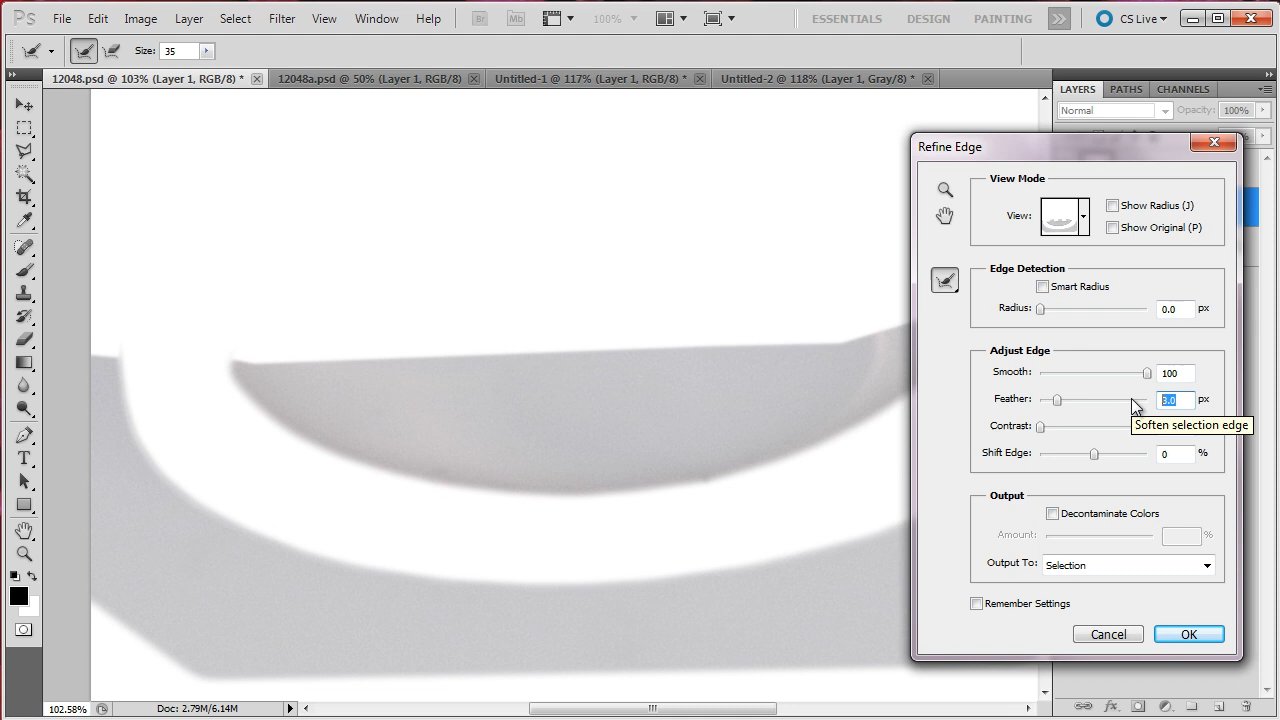 Ps File Edit Image Layer Select Filter View Window Help Br Mb 100% ESSENTIALS DESIGN PAINTING CS Live
Size: 35
12048.psd @ 103% (Layer 1, RGB/8) * 12048a.psd @ 50% (Layer 1, RGB/8) Untitled-1 @ 117% (Layer 1, RGB/8) * Untitled-2 @ 118% (Layer 1, Gray/8) *
LAYERS PATHS CHANNELS
Normal Opacity: 100%
Refine Edge
View Mode
View:
Show Radius (J)
Show Original (P)
Edge Detection
Smart Radius
Radius: 0.0 px
Adjust Edge
Smooth: 100
Feather: 3.0 px
Soften selection edge
Contrast:
Shift Edge: 0 %
Output
Decontaminate Colors
Amount: %
Output To: Selection
Remember Settings
Cancel OK
T
102.58% Doc: 2.79M/6.14M
fx